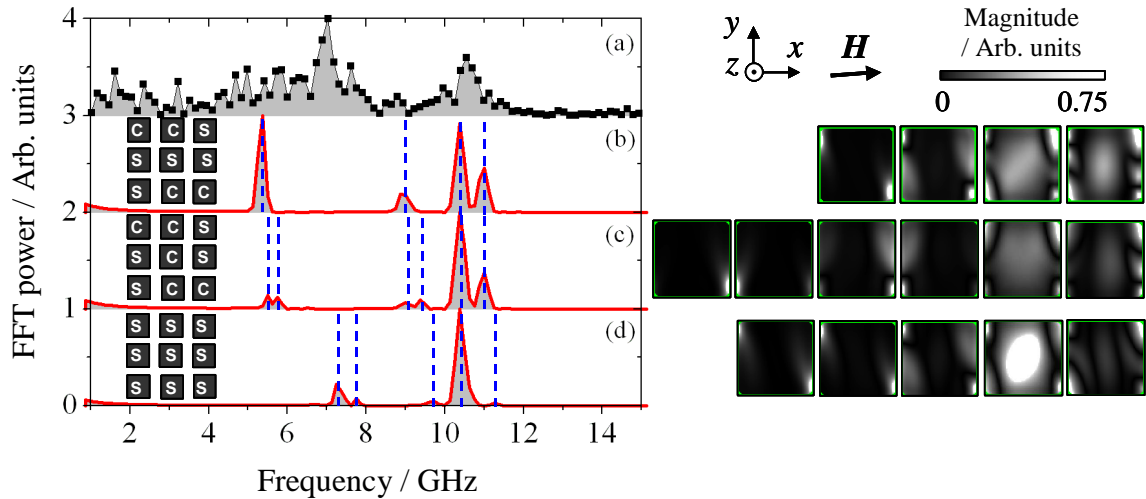 FFT power / Arb. units
4
3
2
1
0
(a)
(b)
C C S
S S S
S C C
(c)
C C S
S S S
S C C
(d)
S S S
S S S
S S S
2 4 6 8 10 12 14
Frequency / GHz
y
z x
H
Magnitude
/ Arb. units
0 0.75